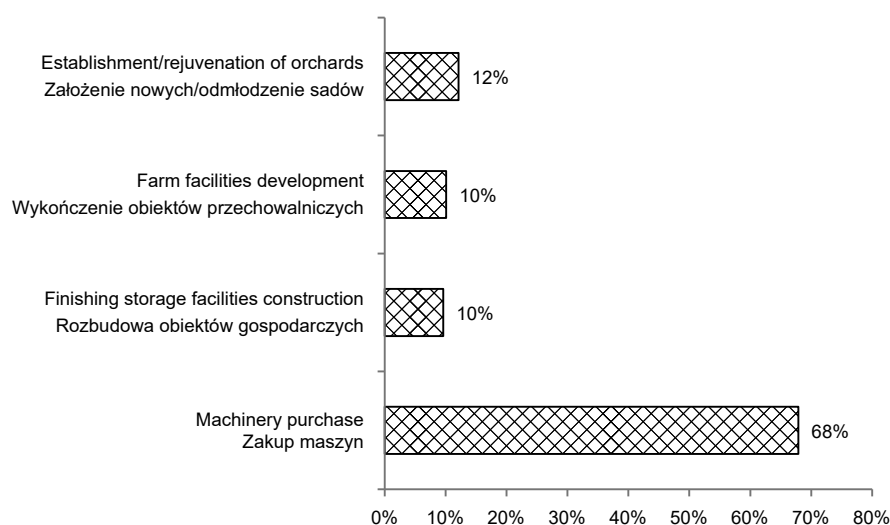 Establishment/rejuvenation of orchards
Założenie nowych/odmłodzenie sadów
12%
Farm facilities development
Wykończenie obiektów przechowalniczych
10%
Finishing storage facilities construction
Rozbudowa obiektów gospodarczych
10%
Machinery purchase
Zakup maszyn
68%
0% 10% 20% 30% 40% 50% 60% 70% 80%